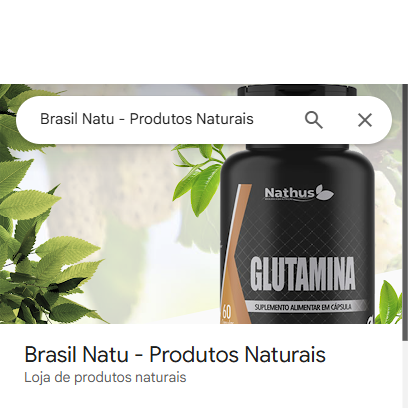 Brasil Natu - Produtos Naturais
Nathus
GLUTAMINA
60
SUPLEMENTO ALIMENTAR EM CÁPSULA
Brasil Natu - Produtos Naturais
Loja de produtos naturais